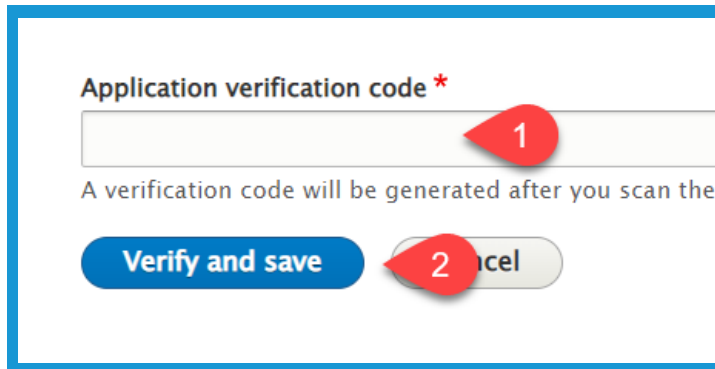 Application verification code *
1
A verification code will be generated after you scan the
Verify and save 2 ncel